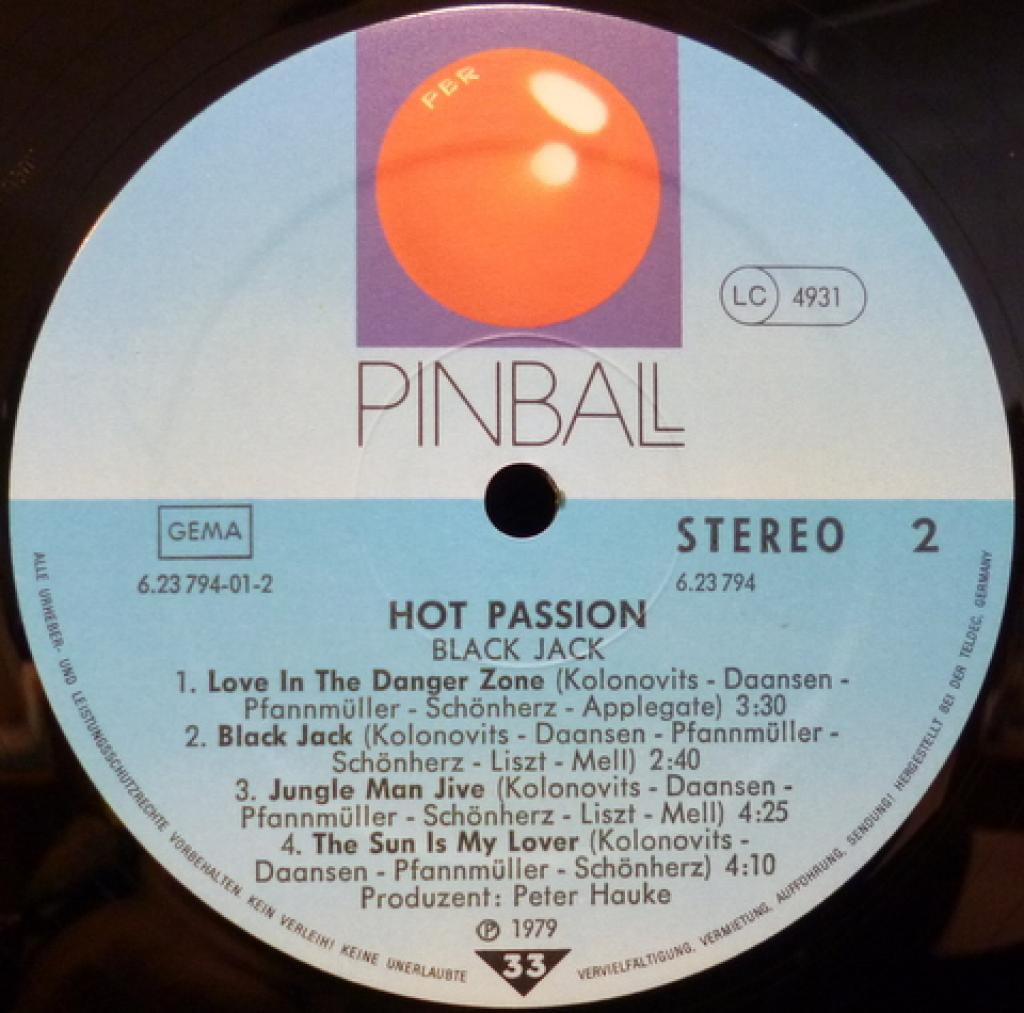 PER
LC 4931
PINBALL
GEMA
STEREO 2
6.23 794-01-2
6.23 794
HOT PASSION
BLACK JACK
1. Love In The Danger Zone (Kolonovits - Daansen -
Pfannmüller - Schönherz - Applegate) 3:30
2. Black Jack (Kolonovits - Daansen - Pfannmüller -
Schönherz - Liszt - Mell) 2:40
3. Jungle Man Jive (Kolonovits - Daansen -
Pfannmüller - Schönherz - Liszt - Mell) 4:25
4. The Sun Is My Lover (Kolonovits -
Daansen - Pfannmüller - Schönherz) 4:10
Produzent: Peter Hauke
℗ 1979
33
ALLE URHEBER- UND LEISTUNGSSCHUTZRECHTE VORBEHALTEN. KEIN VERLEIH! KEINE UNERLAUBTE VERVIELFÄLTIGUNG, VERMIETUNG, AUFFÜHRUNG, SENDUNG! HERGESTELLT BEI DER TELDEC, GERMANY